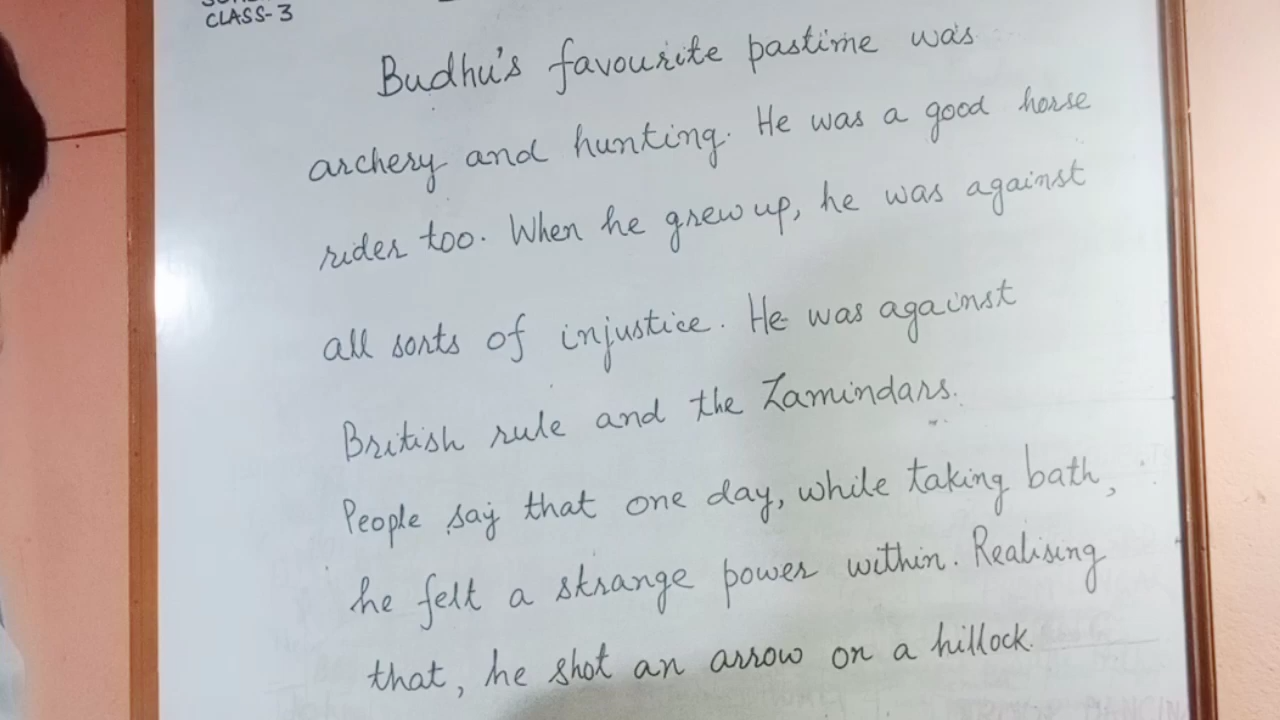 CLASS-3
Budhu's favourite pastime was
archery and hunting. He was a good horse
rider too. When he grew up, he was against
all sorts of injustice. He was against
British rule and the Zamindars.
People say that one day, while taking bath,
he felt a strange power within. Realising
that, he shot an arrow on a hillock.